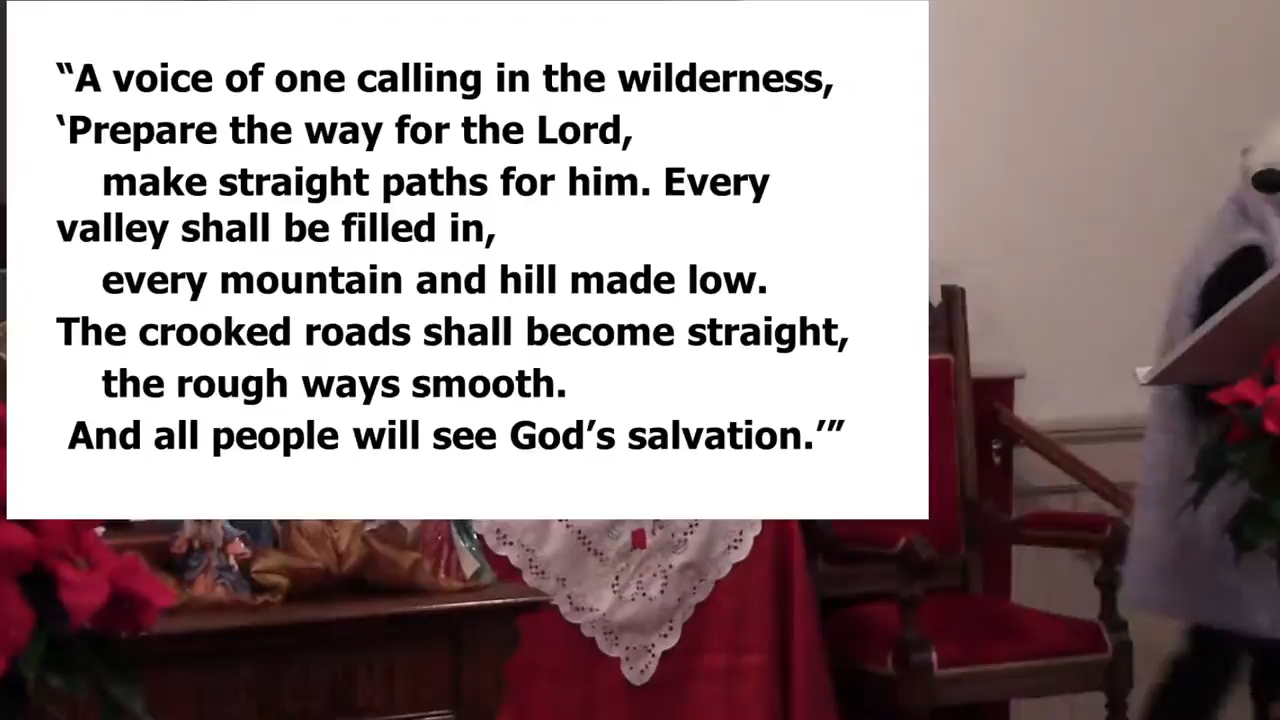 “A voice of one calling in the wilderness,
‘Prepare the way for the Lord,
make straight paths for him. Every
valley shall be filled in,
every mountain and hill made low.
The crooked roads shall become straight,
the rough ways smooth.
And all people will see God’s salvation.’”